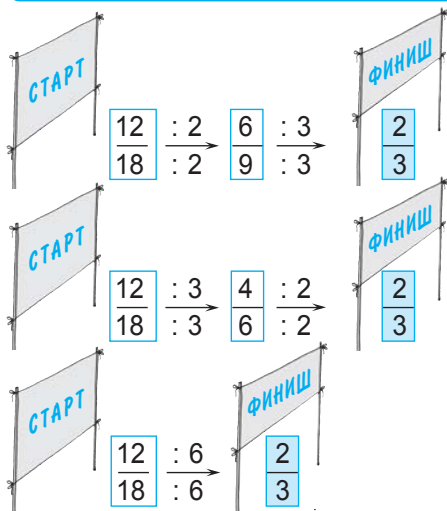 СТАРТ
ФИНИШ
12 : 2 6 : 3 2
18 : 2 9 : 3 3
СТАРТ
ФИНИШ
12 : 3 4 : 2 2
18 : 3 6 : 2 3
СТАРТ
ФИНИШ
12 : 6 2
18 : 6 3